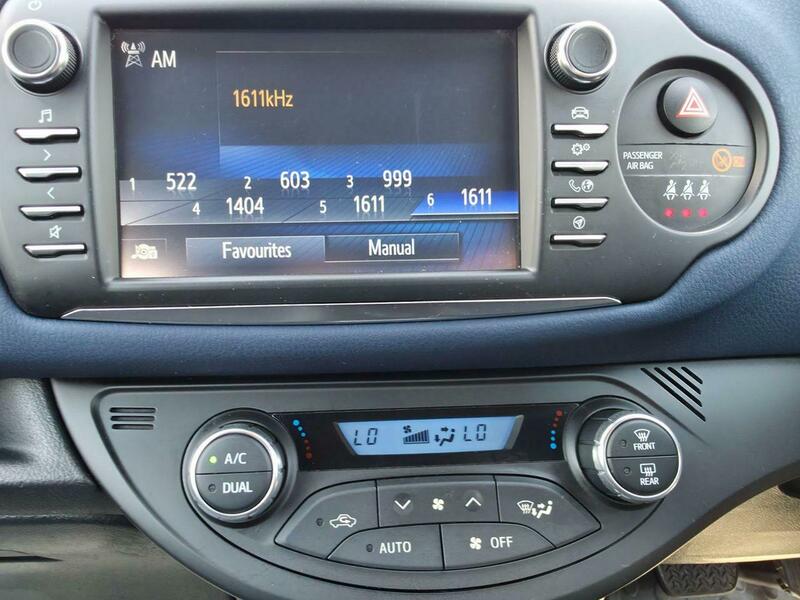 AM
1611kHz
1 522 2 603 3 999
4 1404 5 1611 6 1611
Favourites Manual
PASSENGER
AIR BAG
LO LO
A/C
DUAL
AUTO
OFF
FRONT
REAR